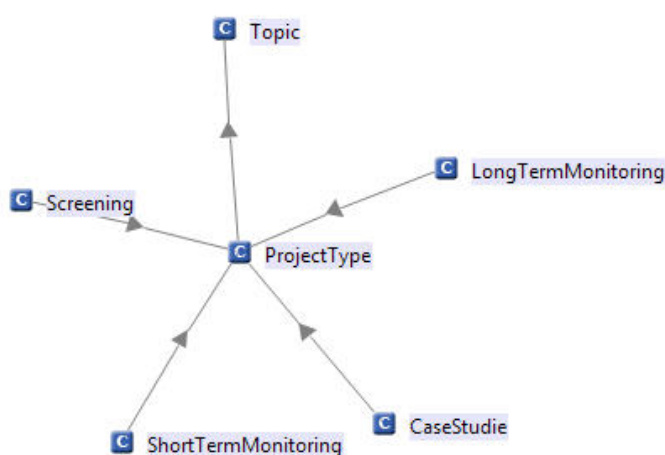 C Topic
C LongTermMonitoring
C Screening
C ProjectType
C CaseStudie
C ShortTermMonitoring